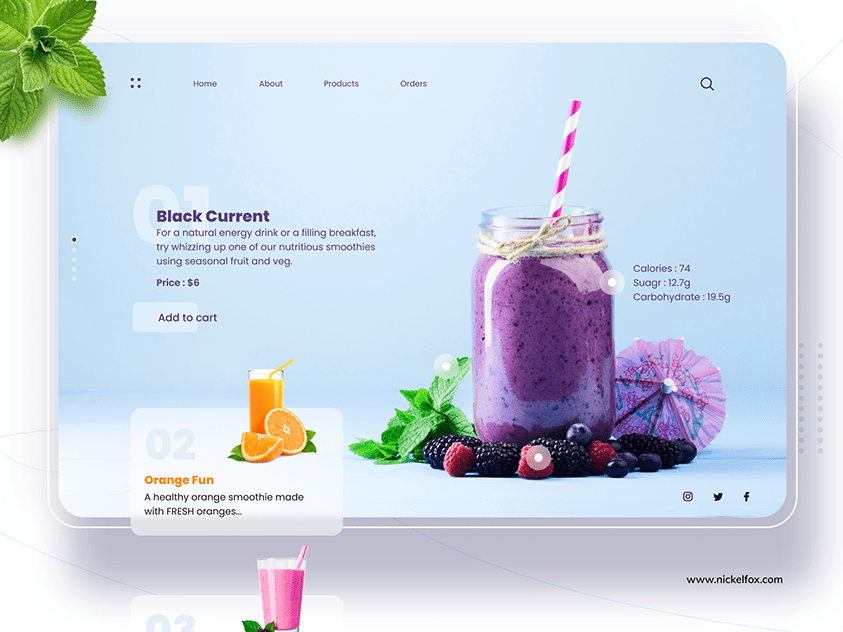 Home About Products Orders
01
Black Current
For a natural energy drink or a filling breakfast,
try whizzing up one of our nutritious smoothies
using seasonal fruit and veg.
Price : $6
Add to cart
Calories : 74
Suagr : 12.7g
Carbohydrate : 19.5g
02
Orange Fun
A healthy orange smoothie made
with FRESH oranges...
www.nickelfox.com
03